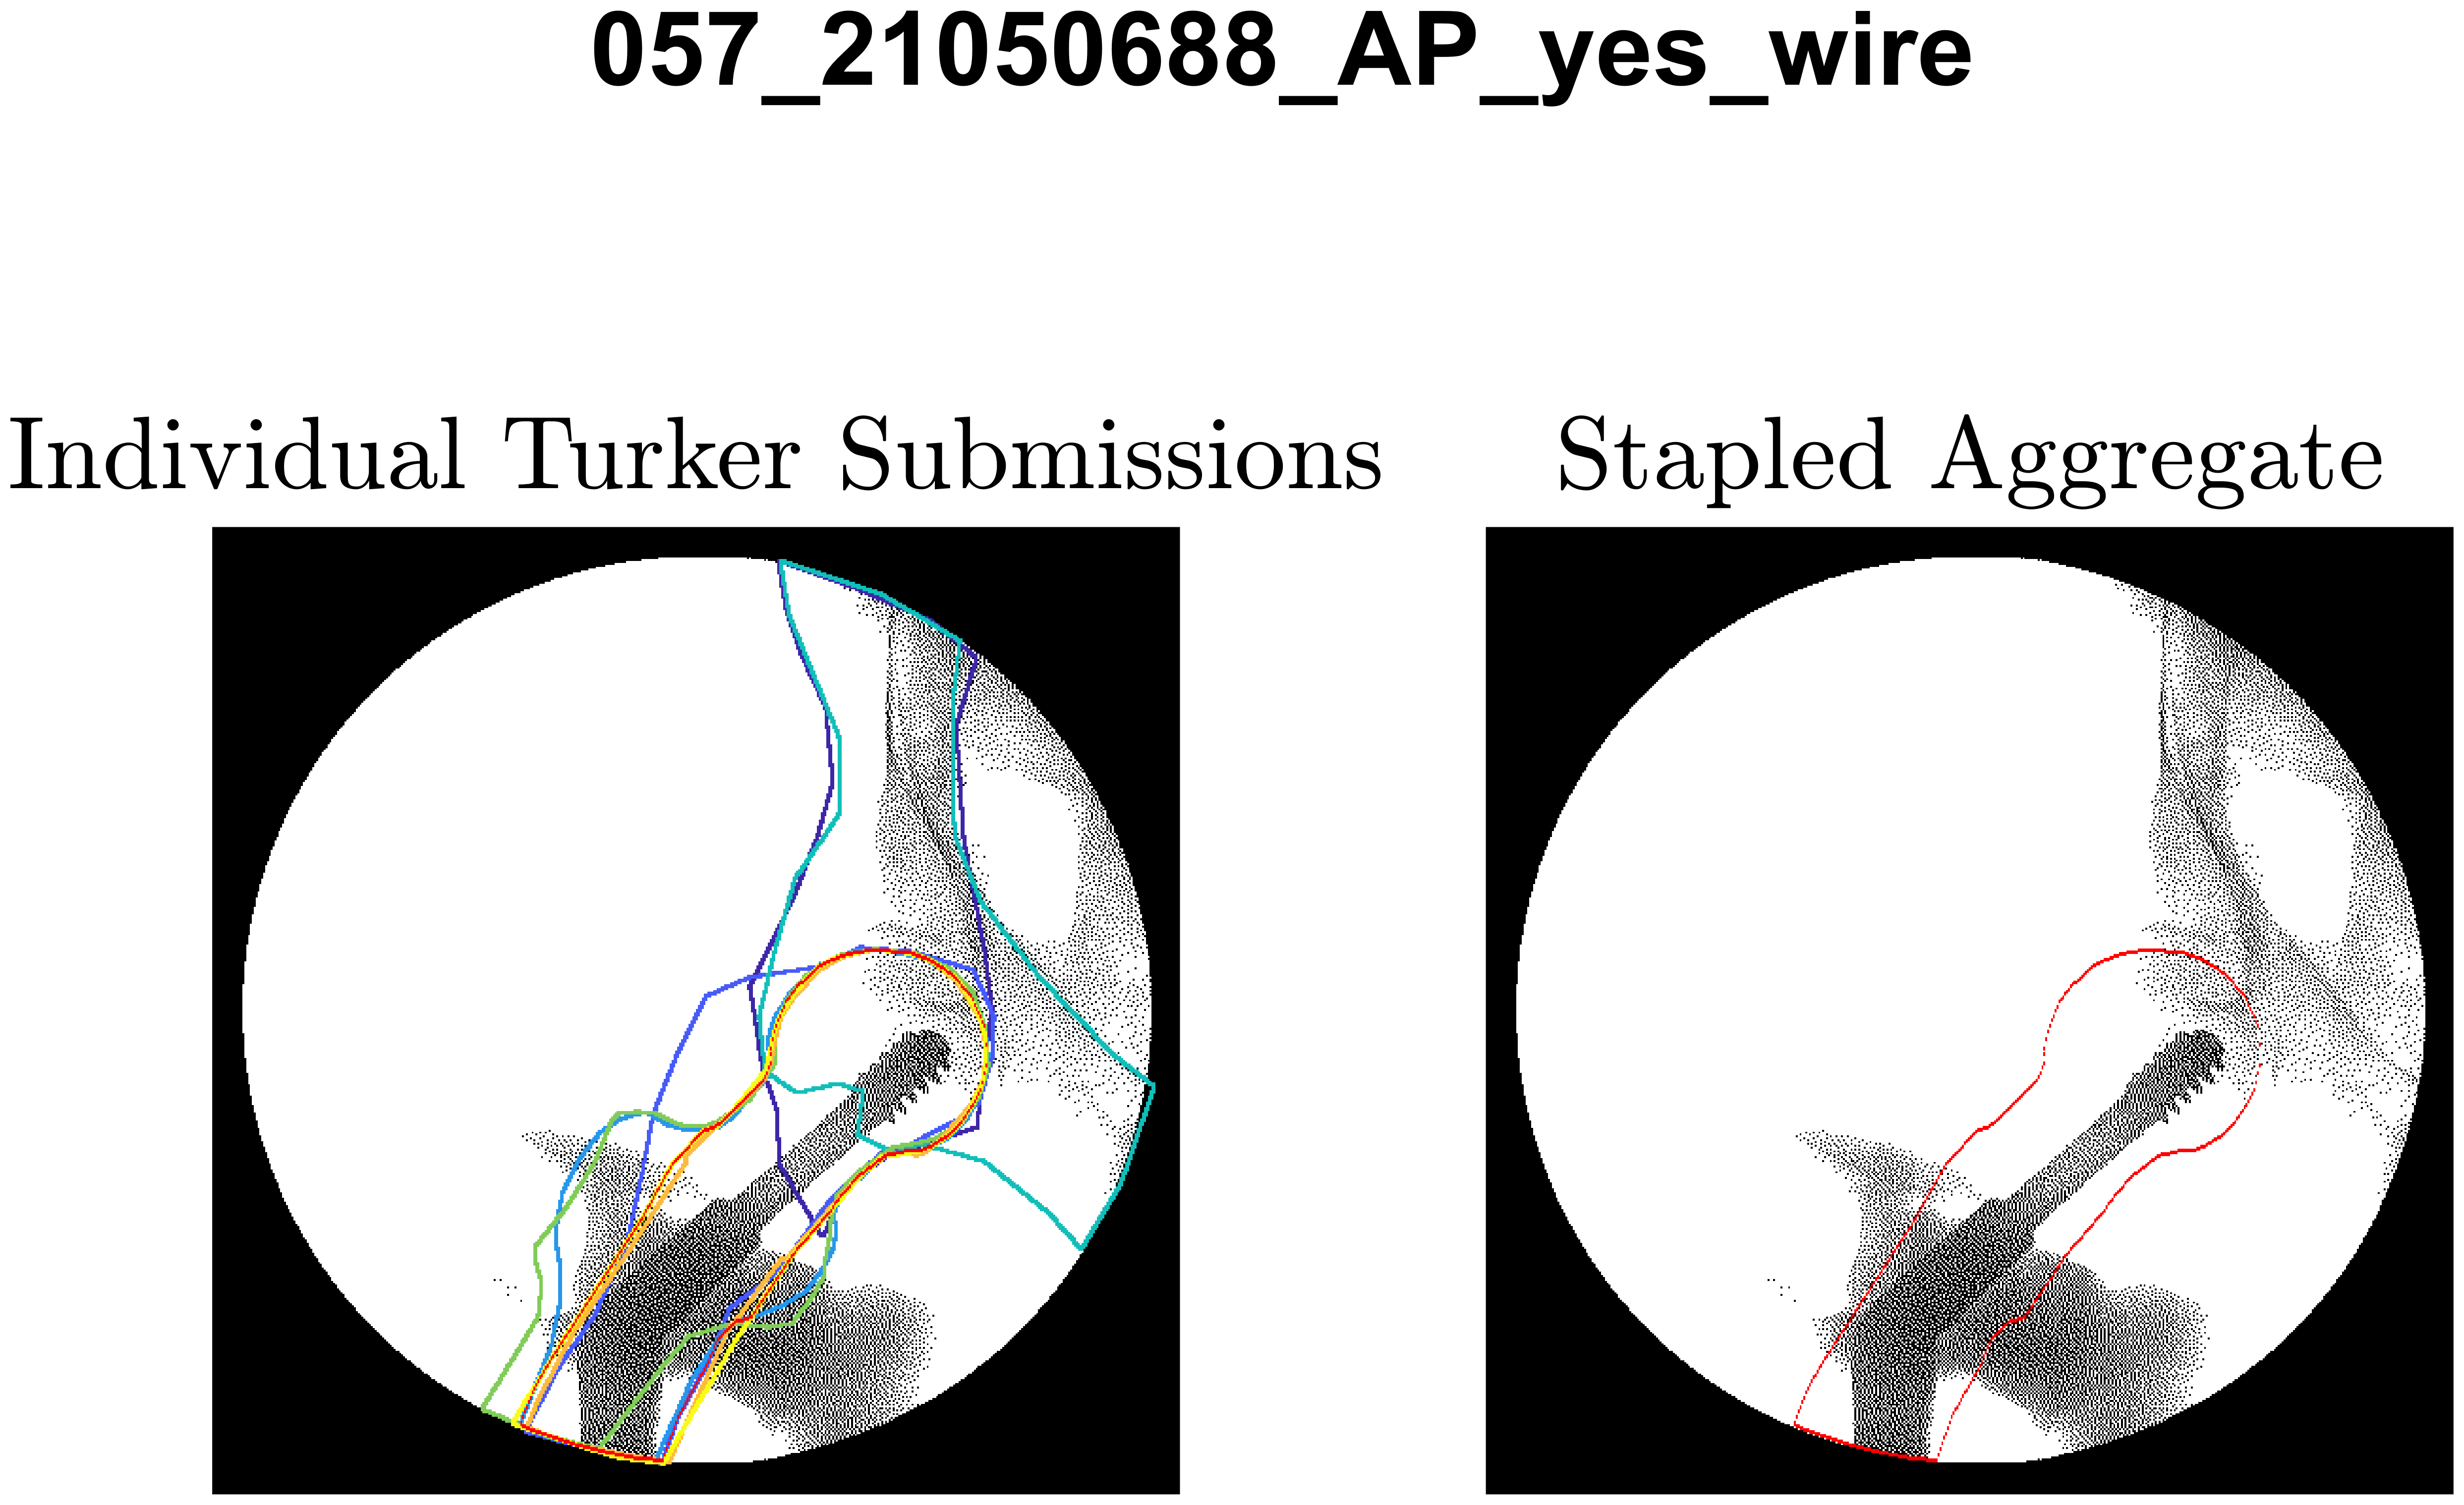 057_21050688_AP_yes_wire
Individual Turker Submissions
Stapled Aggregate